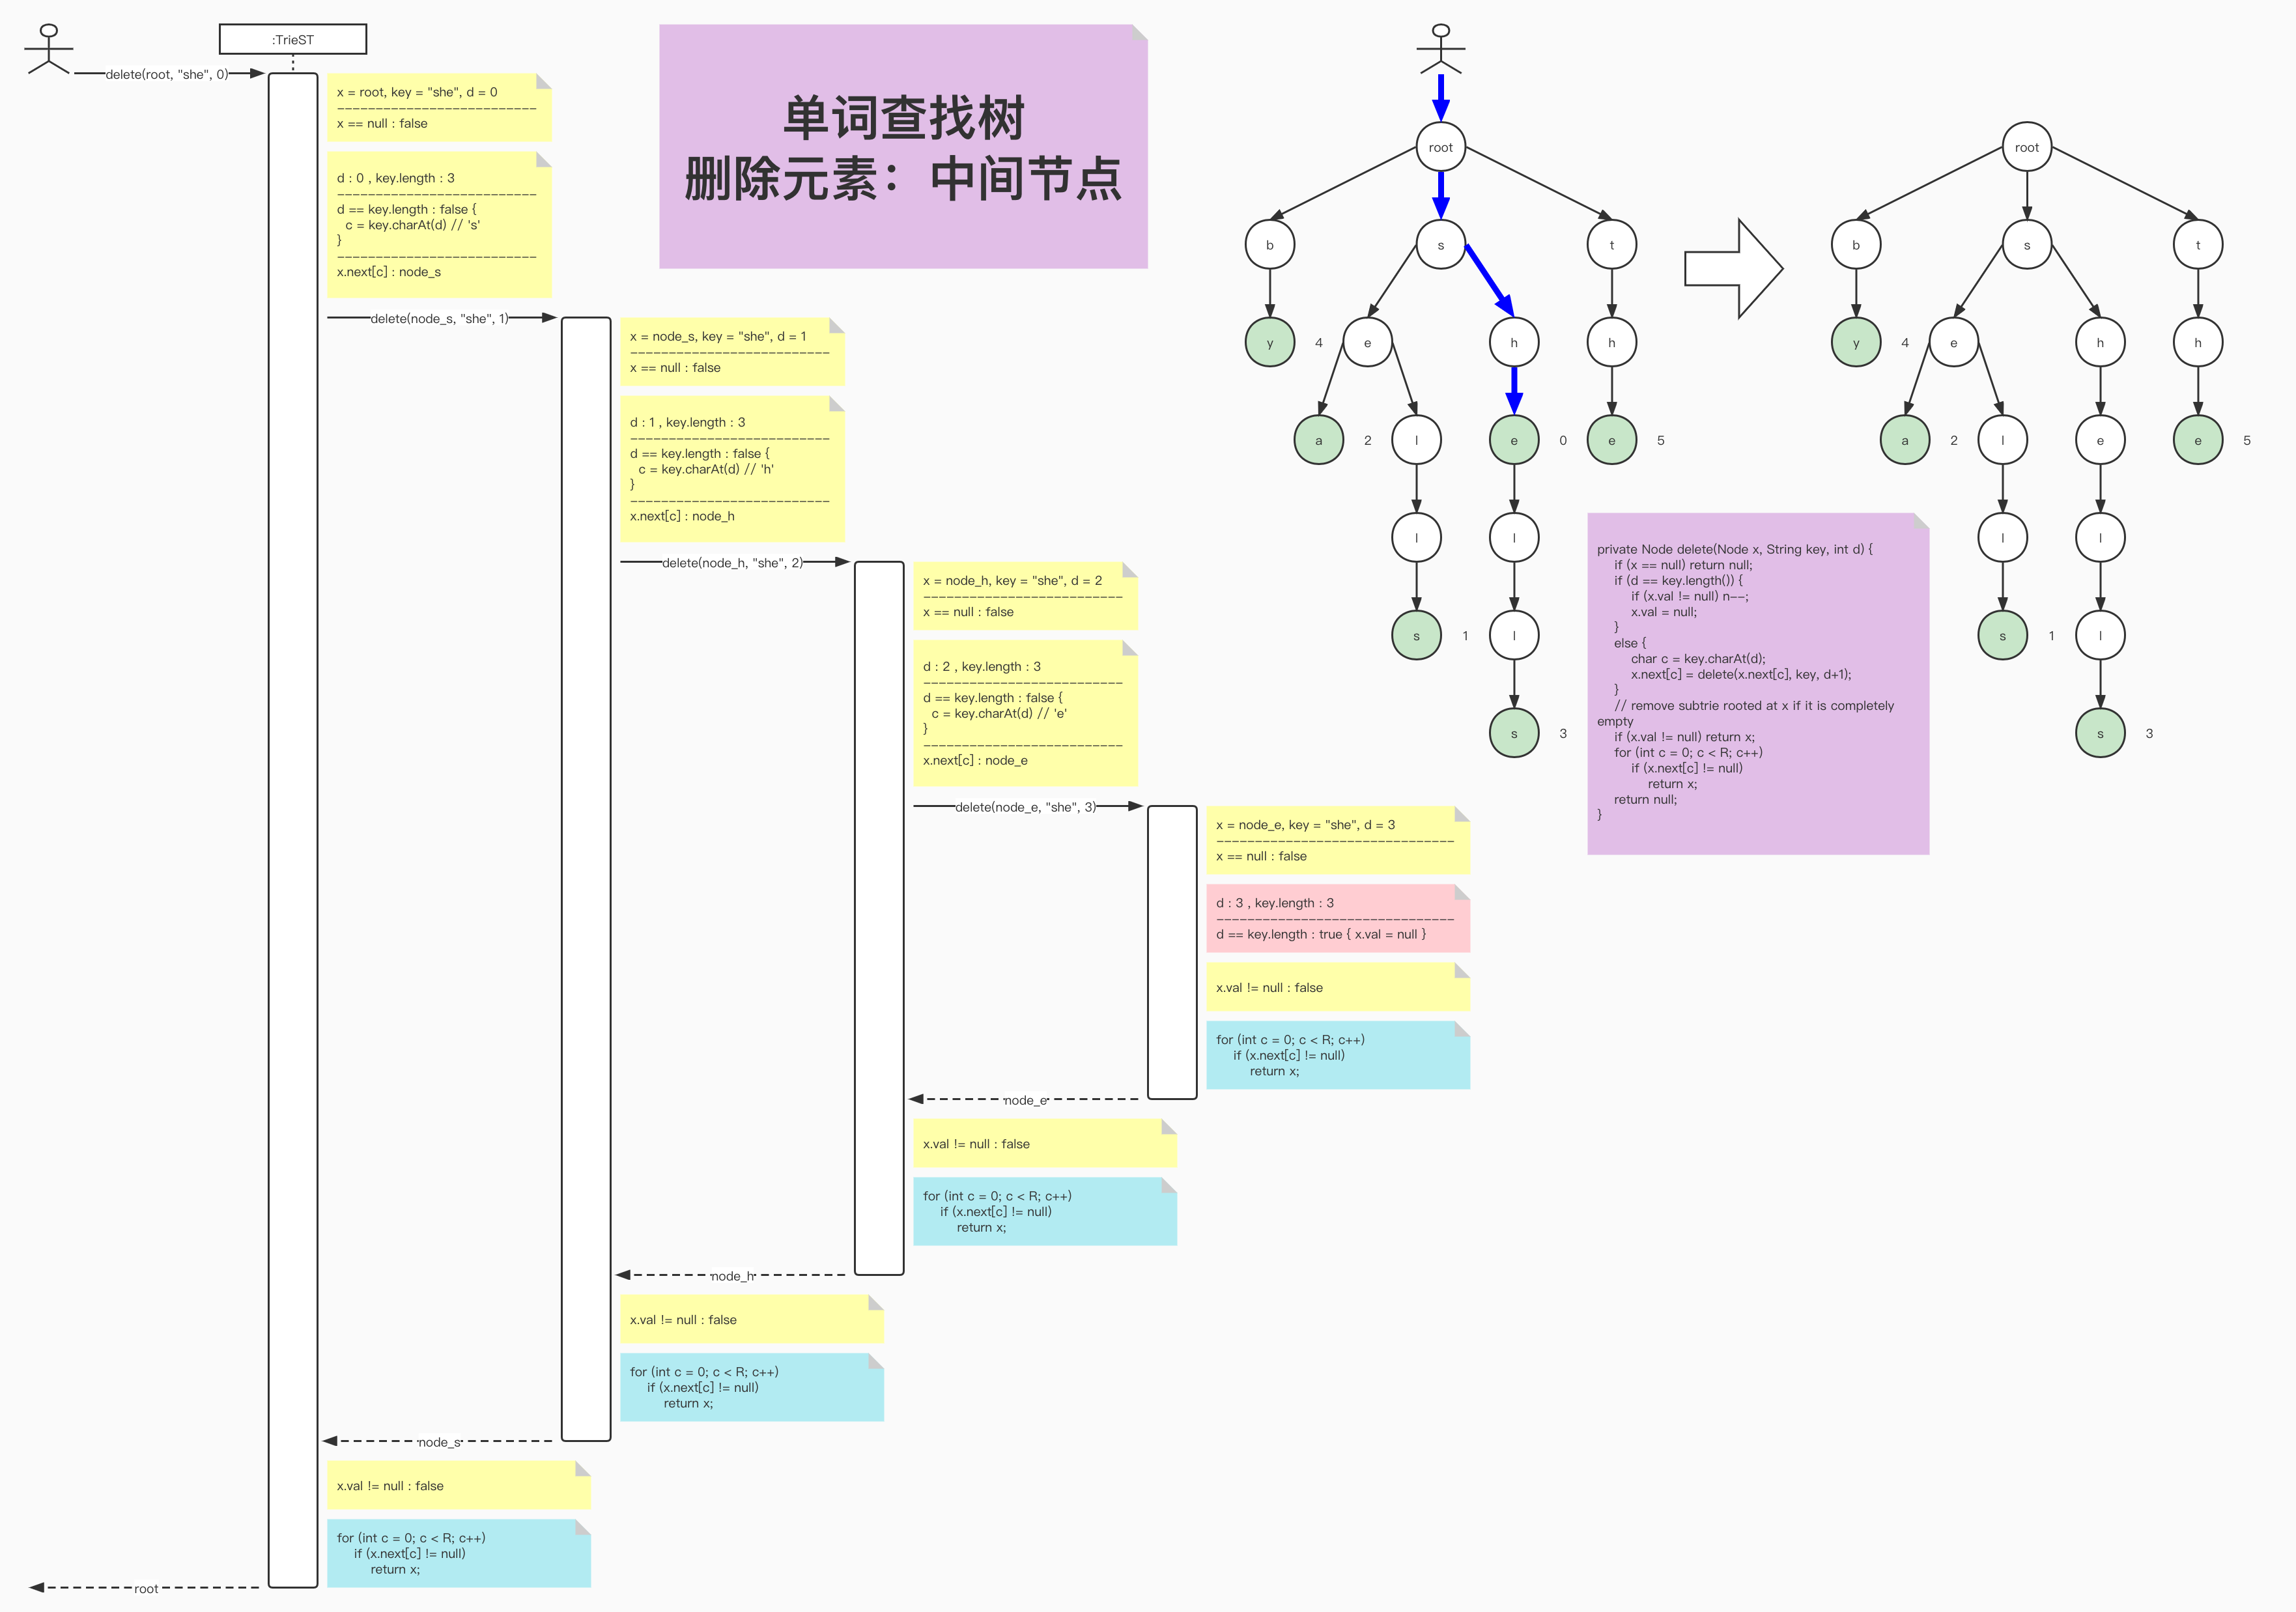 :TrieST
delete(root, "she", 0)
x = root, key = "she", d = 0
--------------------------
x == null : false
d : 0 , key.length : 3
--------------------------
d == key.length : false {
c = key.charAt(d) // 's'
}
--------------------------
x.next[c] : node_s
单词查找树
删除元素：中间节点
delete(node_s, "she", 1)
x = node_s, key = "she", d = 1
--------------------------
x == null : false
d : 1 , key.length : 3
--------------------------
d == key.length : false {
c = key.charAt(d) // 'h'
}
--------------------------
x.next[c] : node_h
delete(node_h, "she", 2)
x = node_h, key = "she", d = 2
--------------------------
x == null : false
d : 2 , key.length : 3
--------------------------
d == key.length : false {
c = key.charAt(d) // 'e'
}
--------------------------
x.next[c] : node_e
delete(node_e, "she", 3)
x = node_e, key = "she", d = 3
-------------------------------
x == null : false
d : 3 , key.length : 3
-------------------------------
d == key.length : true { x.val = null }
x.val != null : false
for (int c = 0; c < R; c++)
if (x.next[c] != null)
return x;
node_e
x.val != null : false
for (int c = 0; c < R; c++)
if (x.next[c] != null)
return x;
node_h
x.val != null : false
for (int c = 0; c < R; c++)
if (x.next[c] != null)
return x;
node_s
x.val != null : false
for (int c = 0; c < R; c++)
if (x.next[c] != null)
return x;
root
root
b s t
y 4 e h h
a 2 l e 0 e 5
l l
s 1 l
s 3
root
b s t
y 4 e h h
a 2 l e e 5
l l
s 1 l
s 3
private Node delete(Node x, String key, int d) {
if (x == null) return null;
if (d == key.length()) {
if (x.val != null) n--;
x.val = null;
}
else {
char c = key.charAt(d);
x.next[c] = delete(x.next[c], key, d+1);
}
// remove subtrie rooted at x if it is completely
empty
if (x.val != null) return x;
for (int c = 0; c < R; c++)
if (x.next[c] != null)
return x;
return null;
}